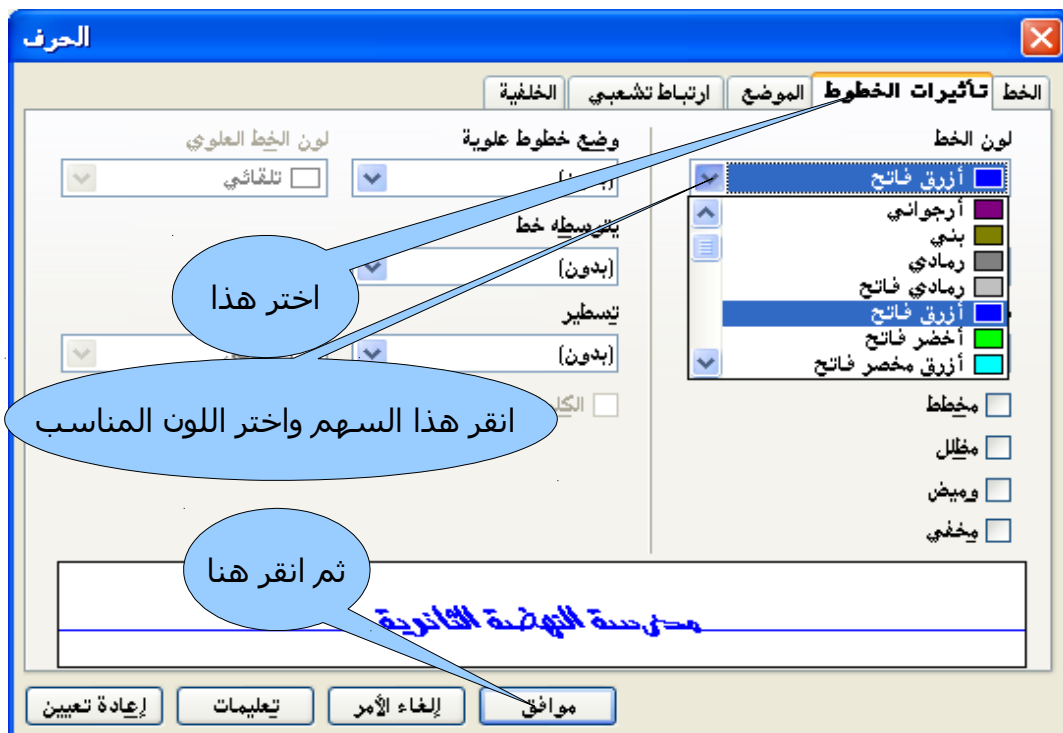 الحرف
الخط
تأثيرات الخطوط
الموضع
ارتباط تشعبي
الخلفية
لون الخط
أزرق فاتح
أرجواني
بني
رمادي
رمادي فاتح
أزرق فاتح
أخضر فاتح
أزرق مخضر فاتح
مخطط
مظلل
وميض
مخفي
وضع خطوط علوية
(بدون)
يتوسطه خط
(بدون)
تسطير
(بدون)
لون الخط العلوي
تلقائي
اختر هذا
انقر هذا السهم واختر اللون المناسب
ثم انقر هنا
مدرسة النهضة الثانوية
موافق
إلغاء الأمر
تعليمات
إعادة تعيين